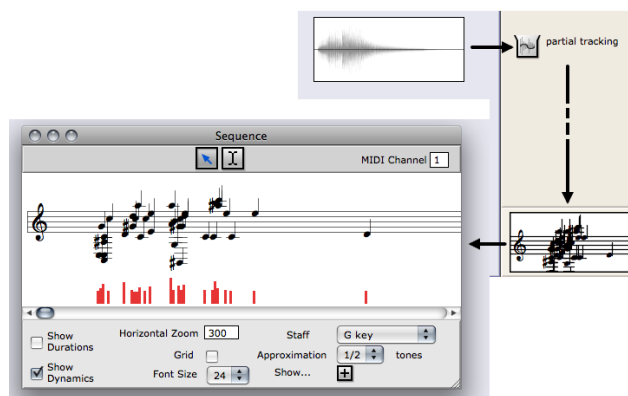 partial tracking
Sequence
MIDI Channel 1
Show Durations
Horizontal Zoom 300
Staff G key
Grid
Approximation 1/2 tones
Show Dynamics
Font Size 24
Show... +